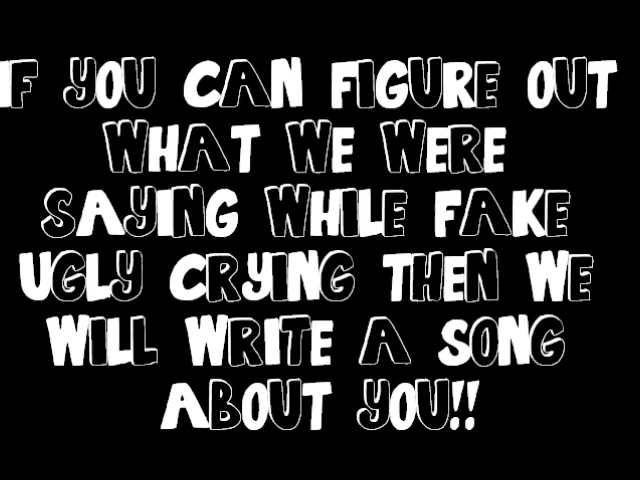 IF YOU CAN FIGURE OUT
WHAT WE WERE
SAYING WHILE FAKE
UGLY CRYING THEN WE
WILL WRITE A SONG
ABOUT YOU!!